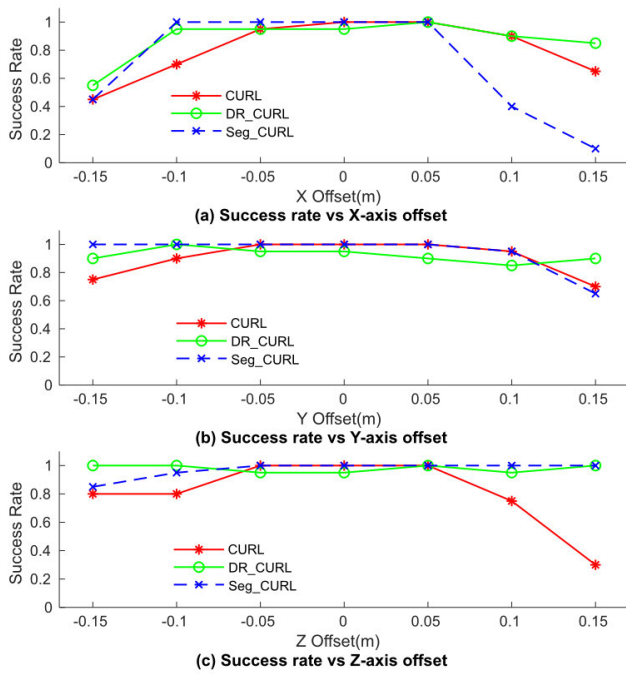 1
0.8
0.6
0.4
0.2
0
Success Rate
CURL
DR_CURL
Seg_CURL
-0.15 -0.1 -0.05 0 0.05 0.1 0.15
X Offset(m)
(a) Success rate vs X-axis offset
1
0.8
0.6
0.4
0.2
0
Success Rate
CURL
DR_CURL
Seg_CURL
-0.15 -0.1 -0.05 0 0.05 0.1 0.15
Y Offset(m)
(b) Success rate vs Y-axis offset
1
0.8
0.6
0.4
0.2
0
Success Rate
CURL
DR_CURL
Seg_CURL
-0.15 -0.1 -0.05 0 0.05 0.1 0.15
Z Offset(m)
(c) Success rate vs Z-axis offset